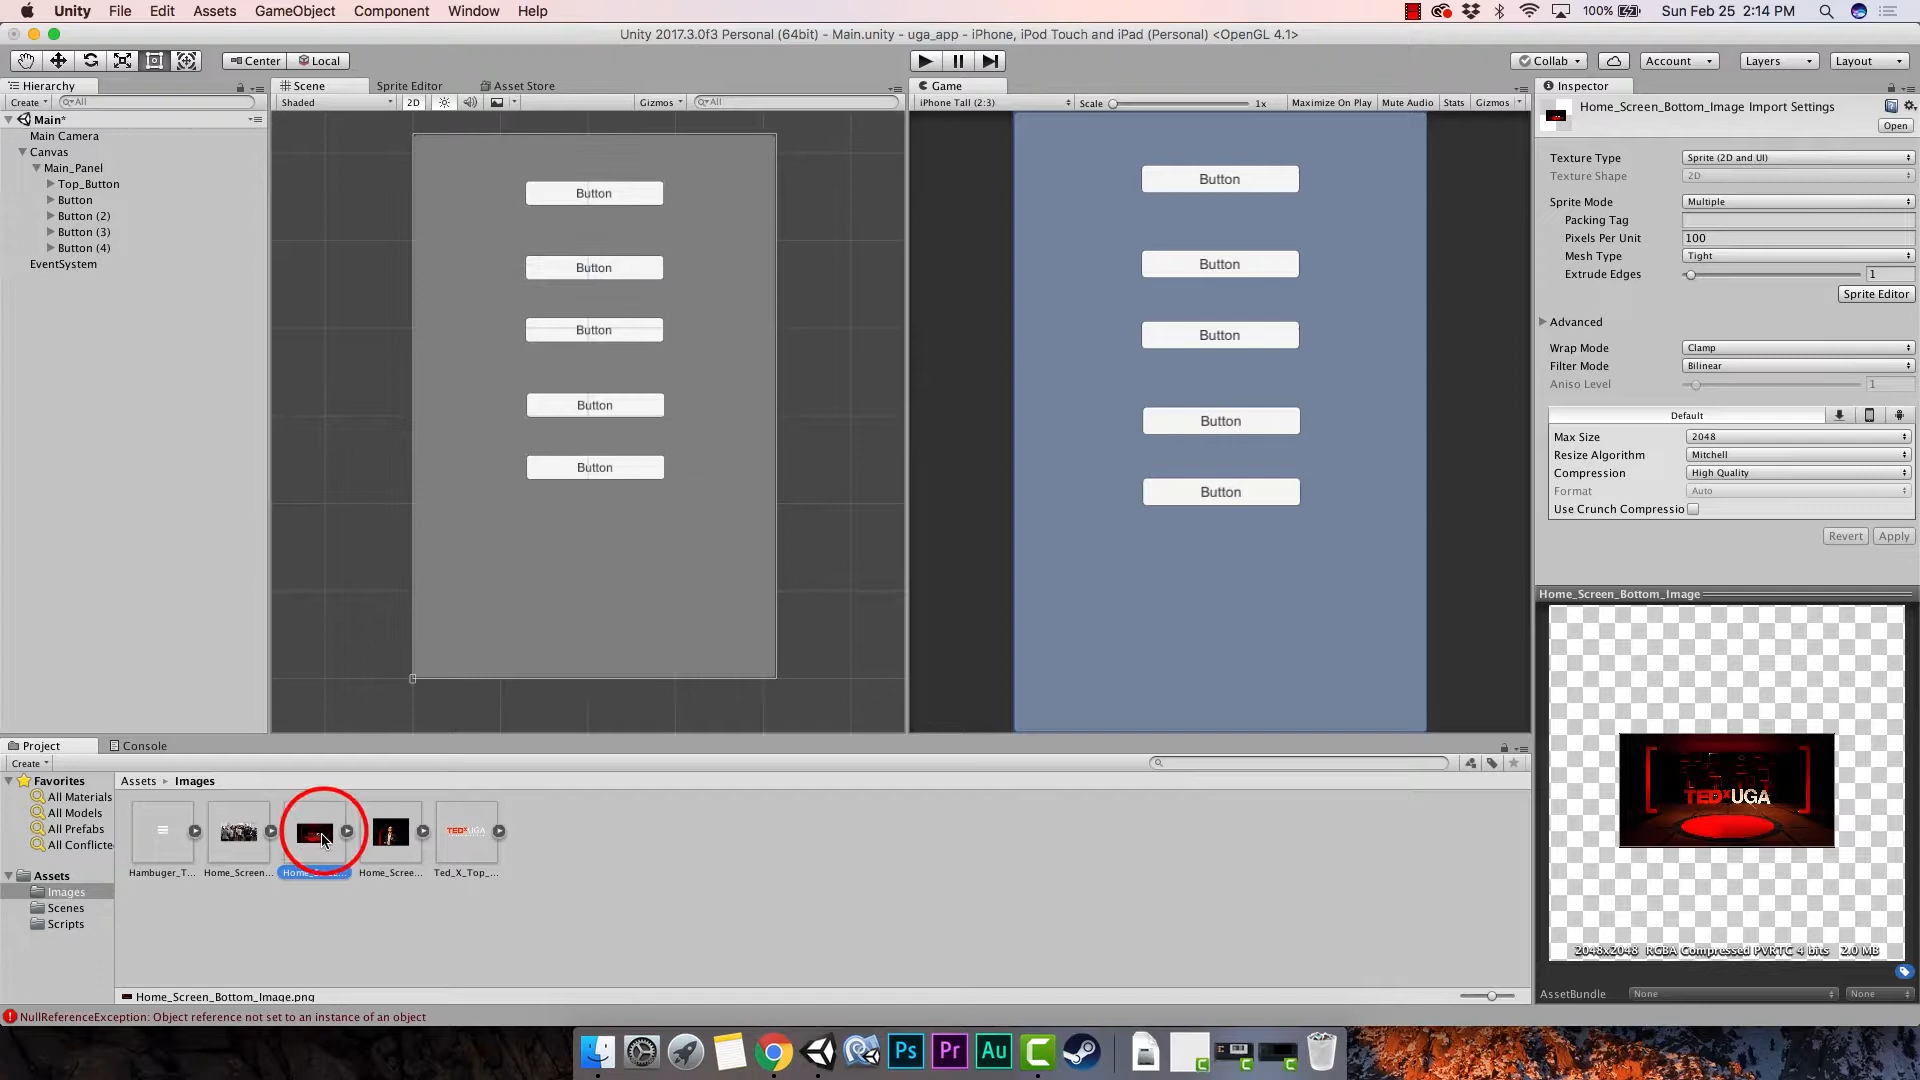 Unity File Edit Assets GameObject Component Window Help 100% Sun Feb 25 2:14 PM
Unity 2017.3.0f3 Personal (64bit) - Main.unity - uga_app - iPhone, iPod Touch and iPad (Personal) <OpenGL 4.1>
Center Local Collab Account Layers Layout
Hierarchy Scene Sprite Editor Asset Store Game Inspector
Create All Shaded 2D Gizmos All iPhone Tall (2:3) Scale 1x Maximize On Play Mute Audio Stats Gizmos
Home_Screen_Bottom_Image Import Settings
Open
Main*
Main Camera
Canvas
Main_Panel
Top_Button
Button
Button (2)
Button (3)
Button (4)
EventSystem
Button
Button
Button
Button
Button
Button
Button
Button
Button
Button
Texture Type Sprite (2D and UI)
Texture Shape 2D
Sprite Mode Multiple
Packing Tag
Pixels Per Unit 100
Mesh Type Tight
Extrude Edges 1
Sprite Editor
Advanced
Wrap Mode Clamp
Filter Mode Bilinear
Aniso Level 1
Default
Max Size 2048
Resize Algorithm Mitchell
Compression High Quality
Format Auto
Use Crunch Compressio
Revert Apply
Home_Screen_Bottom_Image
TEDxUGA
2048x2048 RGBA Compressed PVRTC 4 bits 2.0 MB
AssetBundle None None
Project Console
Create
Favorites
All Materials
All Models
All Prefabs
All Conflicte
Assets
Images
Scenes
Scripts
Assets Images
TEDxUGA
Hambuger_T... Home_Screen... Home_Scree... Ted_X_Top_...
Home_Screen_Bottom_Image.png
NullReferenceException: Object reference not set to an instance of an object
Ps Pr Au C